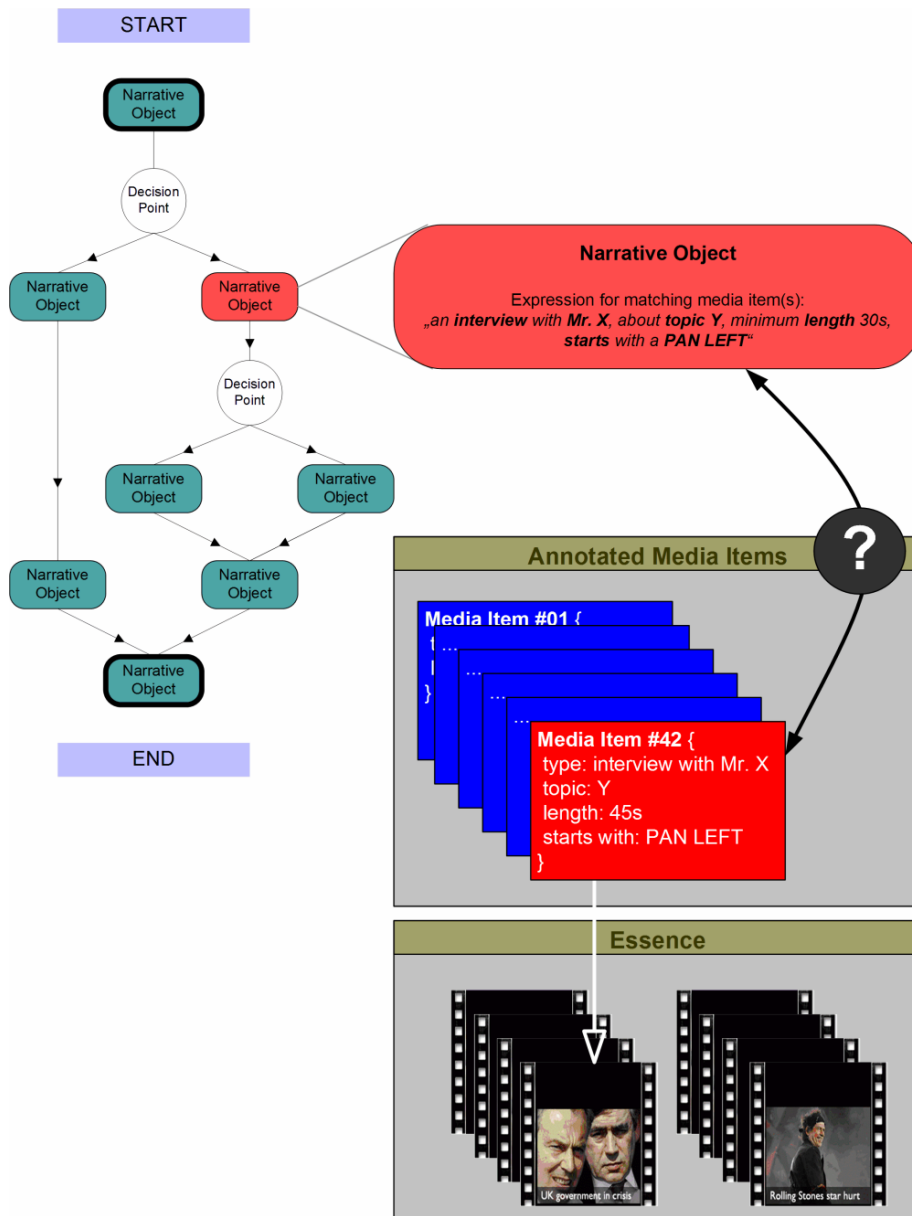 START
Narrative
Object
Decision
Point
Narrative
Object
Narrative
Object
Decision
Point
Narrative
Object
Narrative
Object
Narrative
Object
Narrative
Object
Narrative
Object
END
Narrative Object
Expression for matching media item(s):
„an interview with Mr. X, about topic Y, minimum length 30s,
starts with a PAN LEFT“
?
Annotated Media Items
Media Item #01 {
...
...
...
...
}
Media Item #42 {
type: interview with Mr. X
topic: Y
length: 45s
starts with: PAN LEFT
}
Essence
UK government in crisis
Rolling Stones star hurt